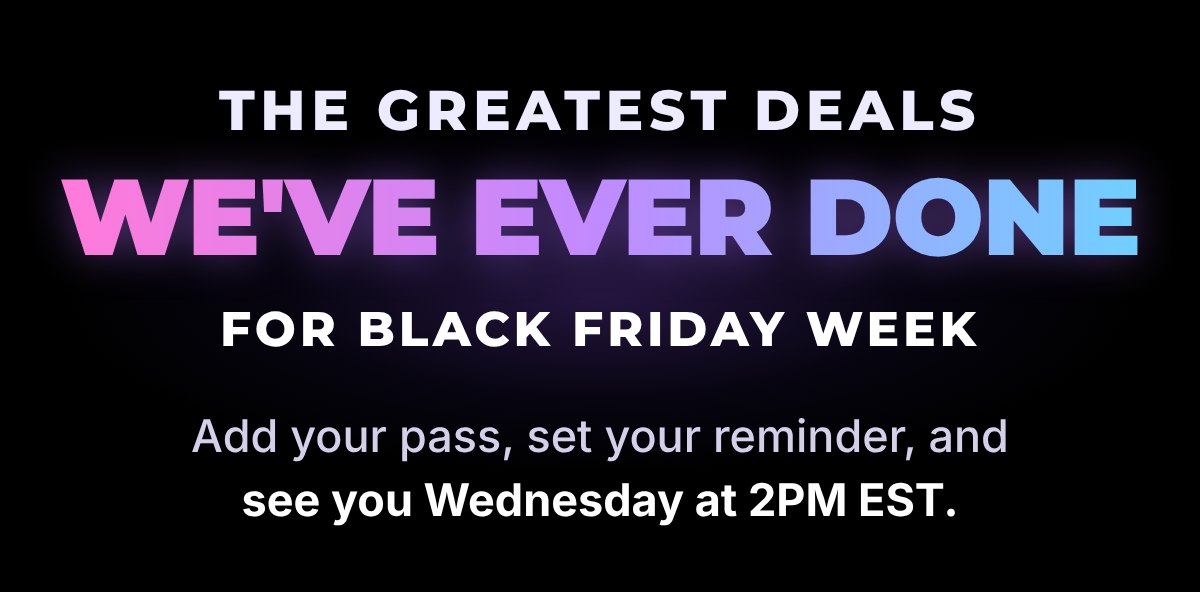 THE GREATEST DEALS
WE'VE EVER DONE
FOR BLACK FRIDAY WEEK
Add your pass, set your reminder, and
see you Wednesday at 2PM EST.